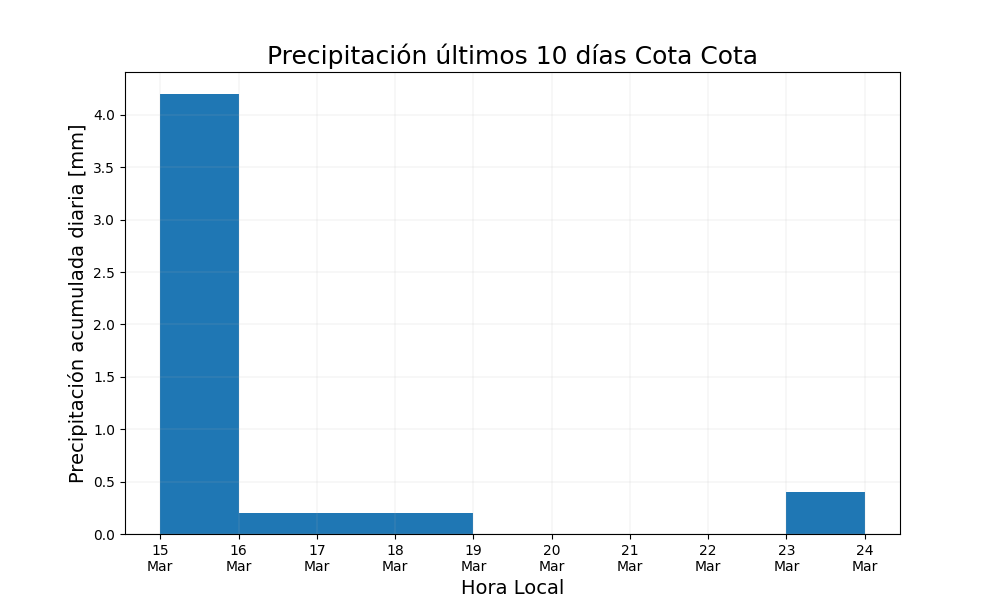 Precipitación últimos 10 días Cota Cota
Precipitación acumulada diaria [mm]
4.0
3.5
3.0
2.5
2.0
1.5
1.0
0.5
0.0
15 16 17 18 19 20 21 22 23 24
Mar Mar Mar Mar Mar Mar Mar Mar Mar Mar
Hora Local